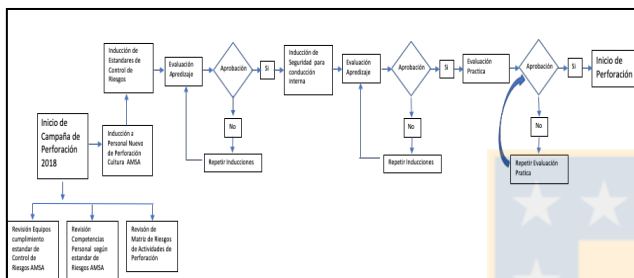 Inducción de
Estandares de
Control de
Riesgos
Evaluación
Apredizaje
Aprobación
Si
Inducción de
Seguridad para
conducción
interna
Evaluación
Apredizaje
Aprobación
Si
Evaluación
Practica
Aprobación
Si
Inicio de
Perforación
Inicio de
Campaña de
Perforación
2018
Inducción a
Personal Nuevo
de Perforación
Cultura AMSA
No
Repetir Inducciones
No
Repetir Inducciones
No
Repetir Evaluación
Pratica
Revisión Equipos
cumplimiento
estandar de
Control de
Riesgos AMSA
Revisión
Competencias
Personal según
estandar de
Riesgos AMSA
Revisón de
Matriz de Riesgos
de Actividades de
Perforación